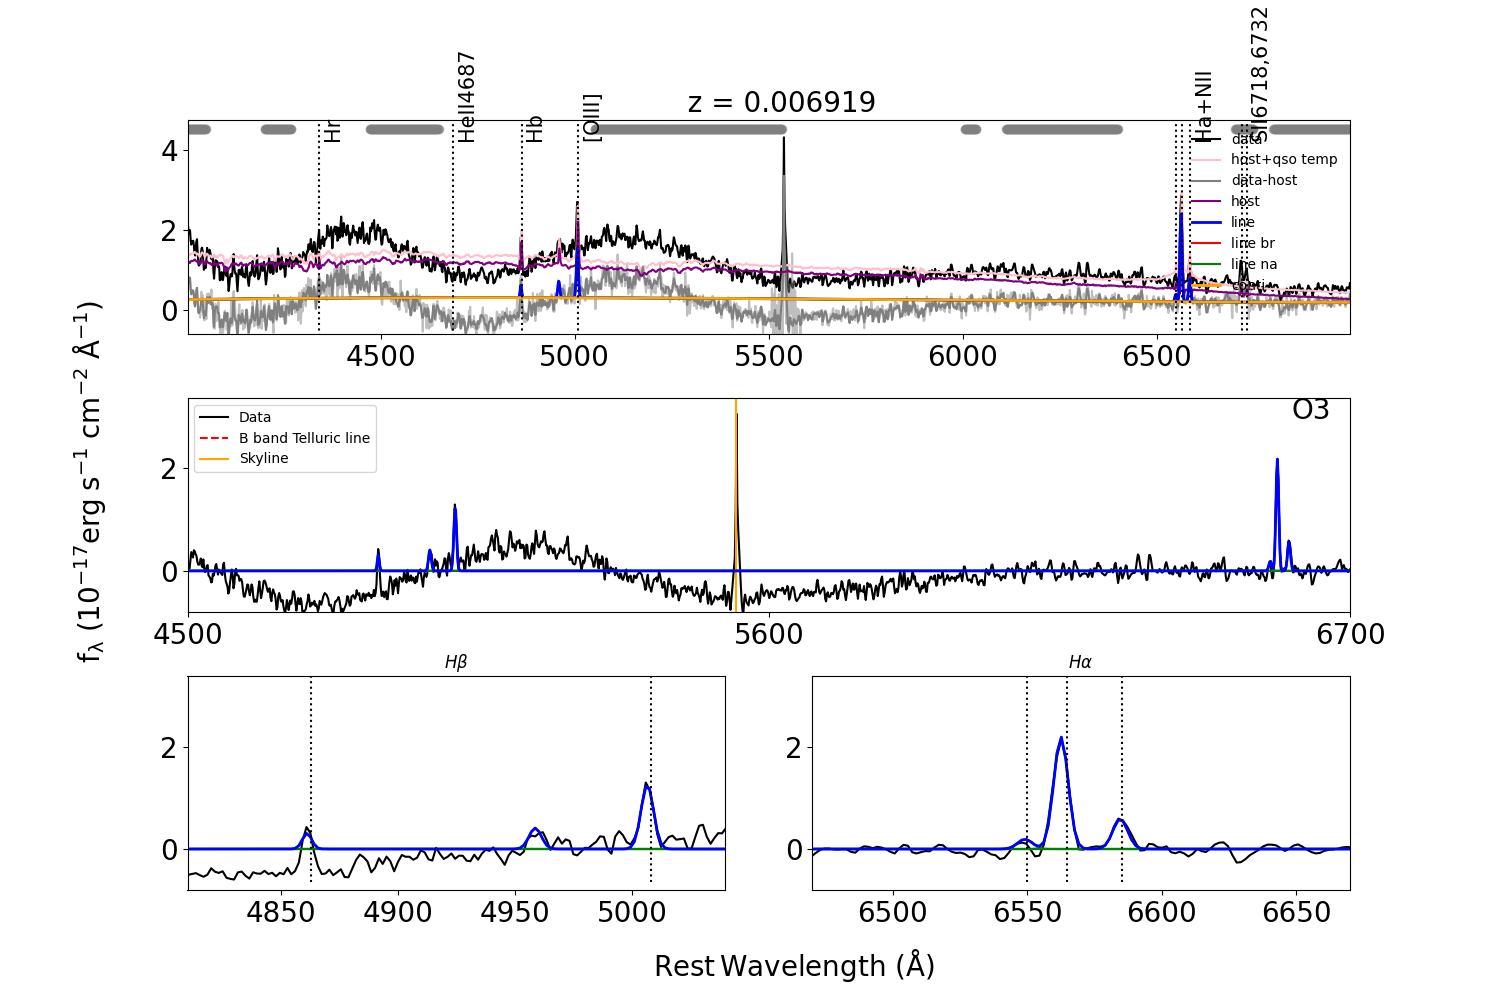 z = 0.006919
Hr
HeII4687
Hb
[OIII]
Ha+NII
SII6718,6732
data
host+qso temp
data-host
host
line
line br
line na
4
2
0
4500
5000
5500
6000
6500
Data
B band Telluric line
Skyline
O3
2
0
4500
5600
6700
Hβ
2
0
4850
4900
4950
5000
Hα
2
0
6500
6550
6600
6650
f_λ (10^−17 erg s^−1 cm^−2 Å^−1)
Rest Wavelength (Å)